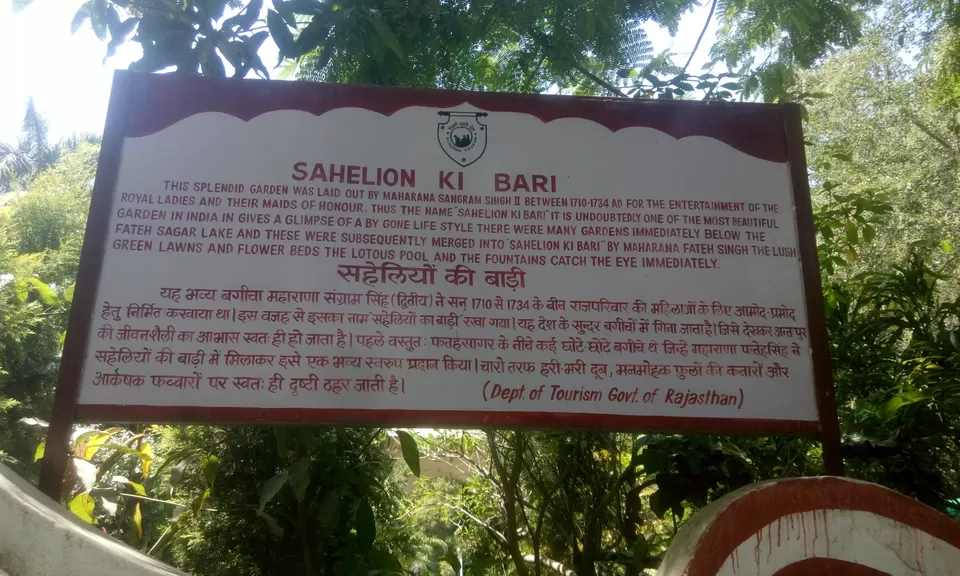 SAHELION KI BARI
THIS SPLENDID GARDEN WAS LAID OUT BY MAHARANA SANGRAM SINGH II BETWEEN 1710-1734 AD FOR THE ENTERTAINMENT OF THE
ROYAL LADIES AND THEIR MAIDS OF HONOUR. THUS THE NAME "SAHELION KI BARI" IT IS UNDOUBTEDLY ONE OF THE MOST BEAUTIFUL
GARDEN IN INDIA IN GIVES A GLIMPSE OF A BY GONE LIFE STYLE THERE WERE MANY GARDENS IMMEDIATELY BELOW THE
FATEH SAGAR LAKE AND THESE WERE SUBSEQUENTLY MERGED INTO "SAHELION KI BARI" BY MAHARANA FATEH SINGH THE LUSH
GREEN LAWNS AND FLOWER BEDS THE LOTOUS POOL AND THE FOUNTAINS CATCH THE EYE IMMEDIATELY.
सहेलियों की बाड़ी
यह भव्य बगीचा महाराणा संग्राम सिंह (द्वितीय) ने सन् 1710 से 1734 के बीच राजपरिवार की महिलाओं के लिए आमोद-प्रमोद
हेतु निर्मित करवाया था। इस वजह से इसका नाम "सहेलियों का बाड़ी" रखा गया। यह देश के सुन्दर बगीचों में गिना जाता है। जिसे देखकर अन्तःपुर
की जीवनशैली का आभास स्वतः ही हो जाता है। पहले वस्तुतः फतहसागर के नीचे कई छोटे-छोटे बगीचे थे जिन्हे महाराणा फतेहसिंह ने
सहेलियों की बाड़ी में मिलाकर इसे एक भव्य स्वरुप प्रदान किया। चारो तरफ हरी-भरी दूब, मनमोहक फुलों की कतारों और
आर्कषक फव्वारों पर स्वतः ही दृष्टी ठहर जाती है।
(Dept. of Tourism Govt. of Rajasthan)